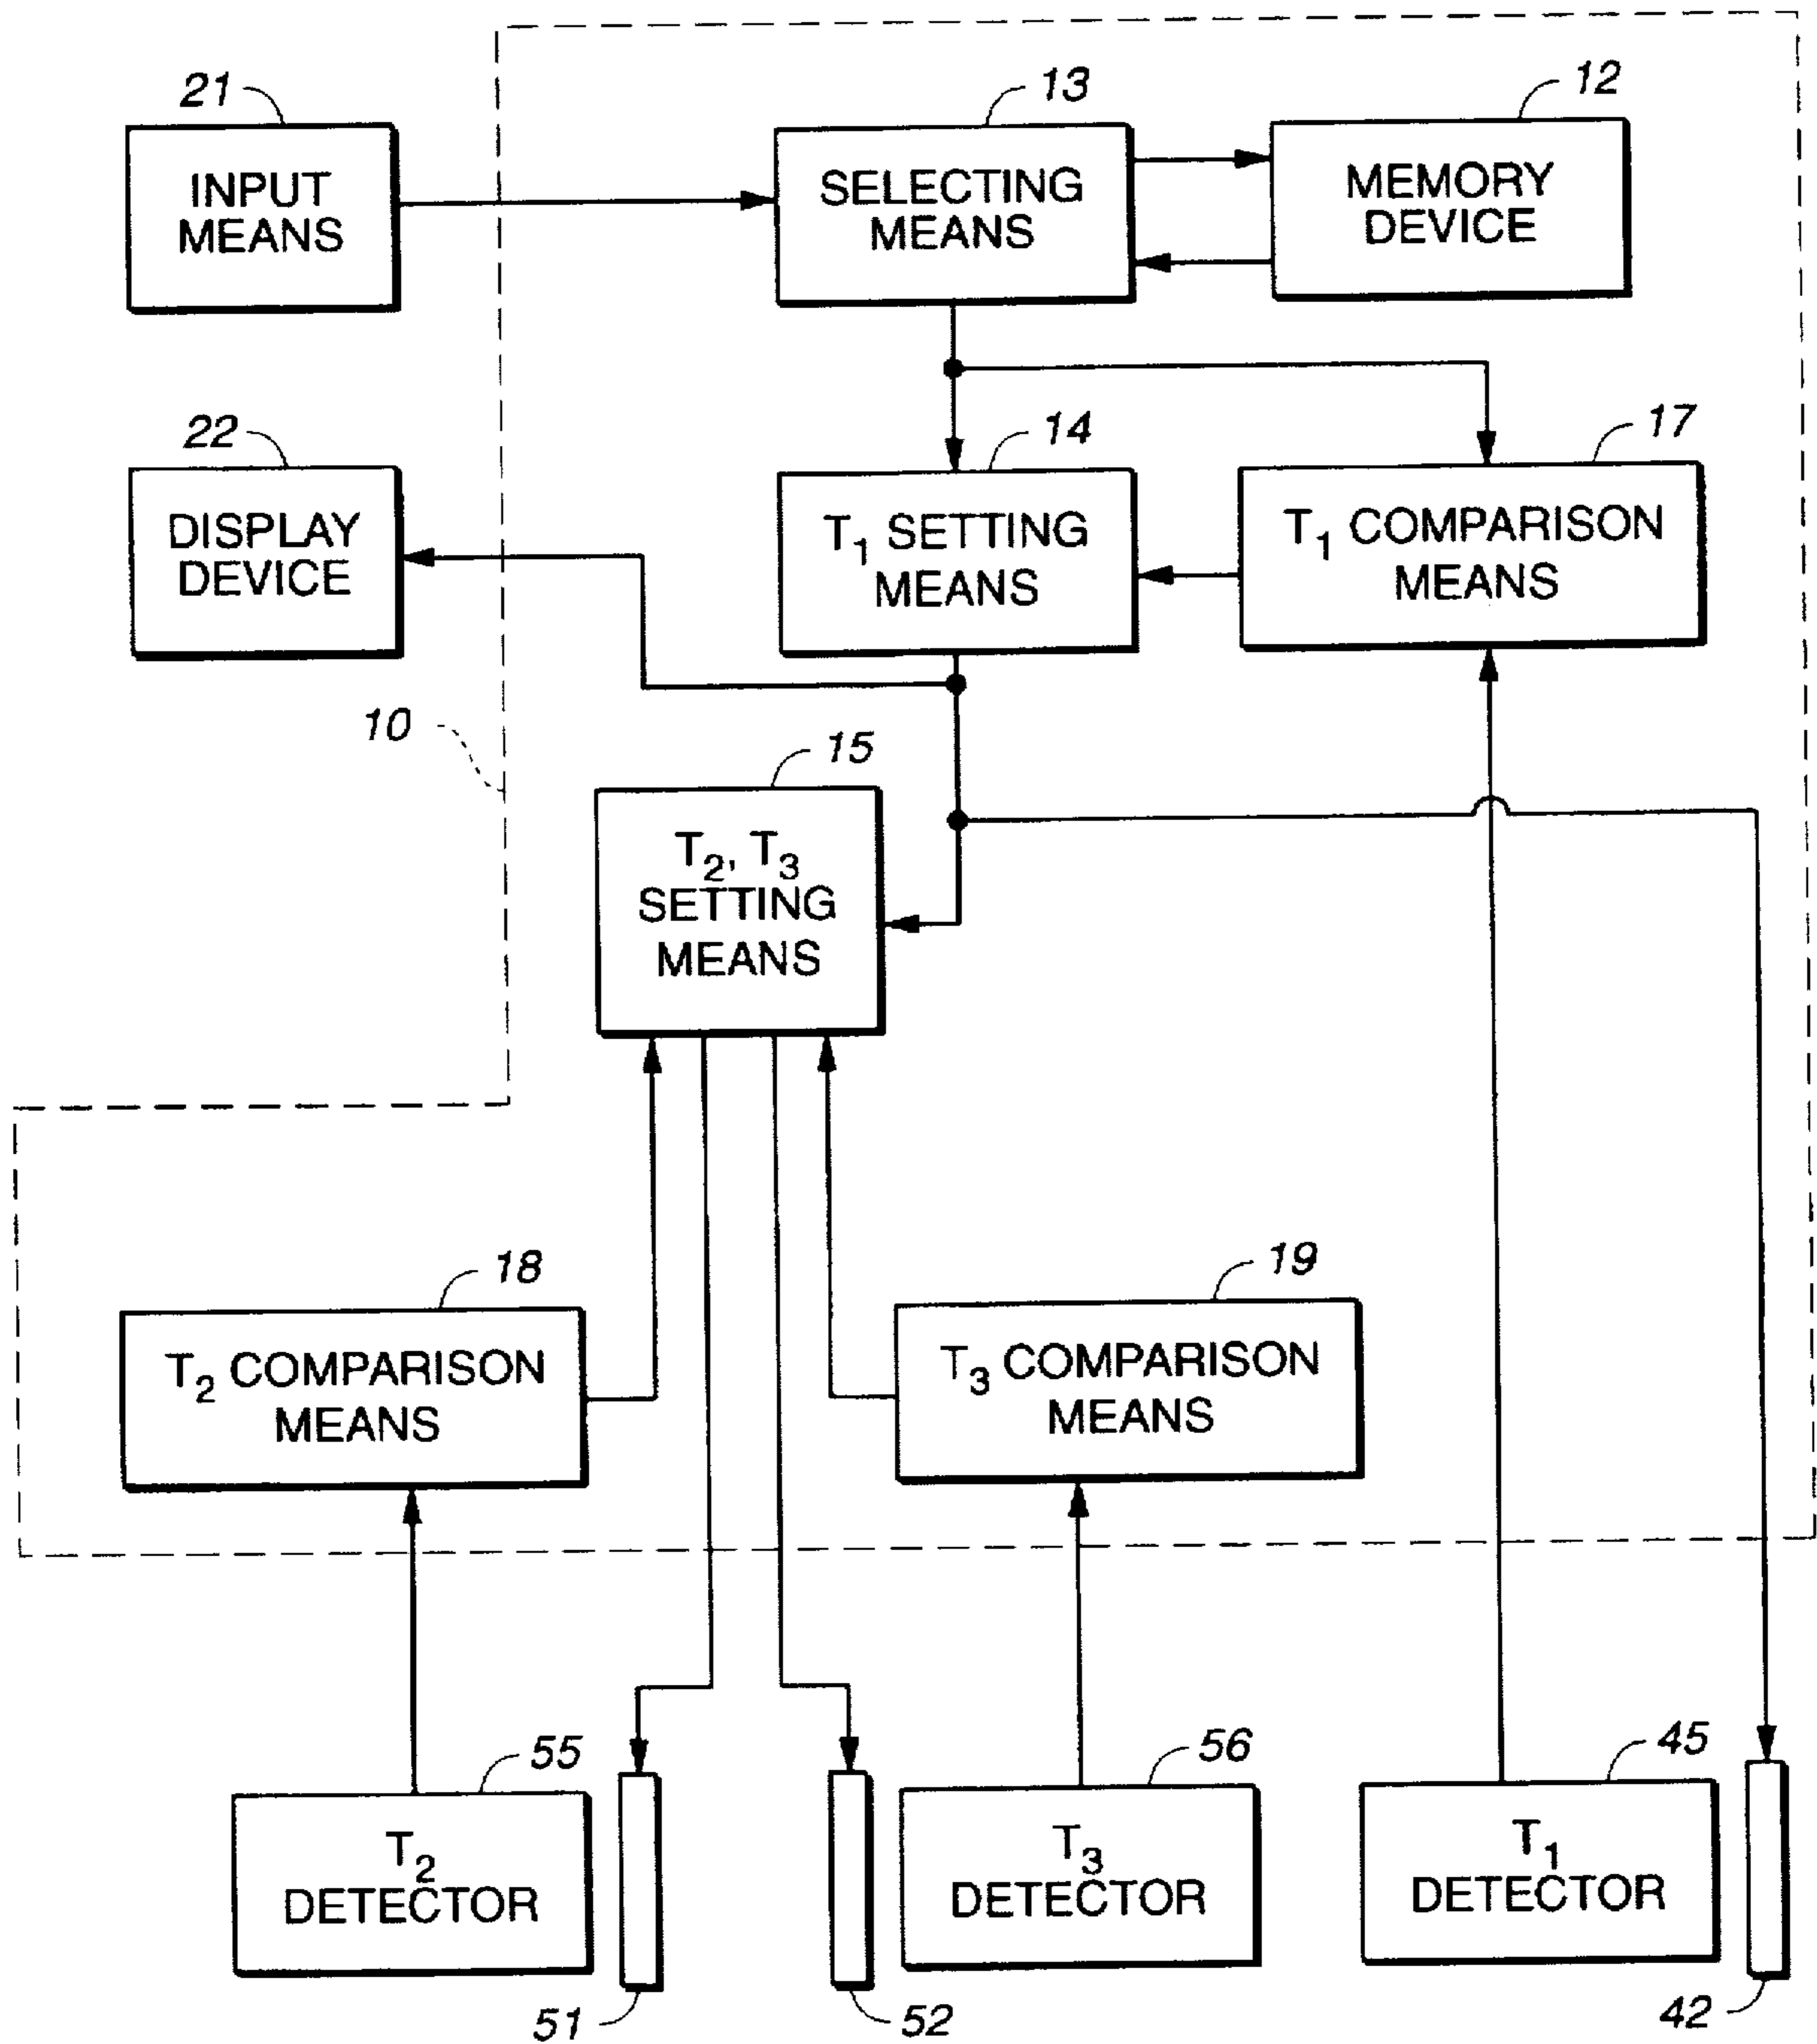 21
INPUT
MEANS
13
SELECTING
MEANS
12
MEMORY
DEVICE
22
DISPLAY
DEVICE
14
T1 SETTING
MEANS
17
T1 COMPARISON
MEANS
10
15
T2, T3
SETTING
MEANS
18
T2 COMPARISON
MEANS
19
T3 COMPARISON
MEANS
55
T2
DETECTOR
51
52
56
T3
DETECTOR
45
T1
DETECTOR
42